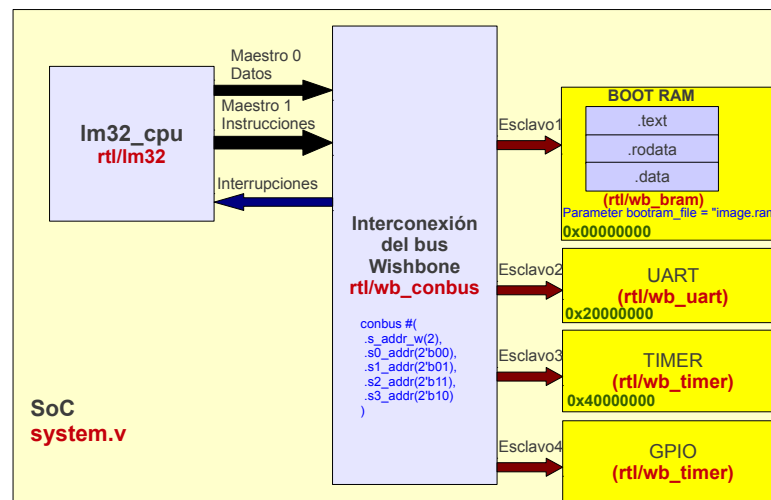 Maestro 0
Datos
Maestro 1
Instrucciones
Interrupciones
lm32_cpu
rtl/lm32
Interconexión
del bus
Wishbone
rtl/wb_conbus
conbus #(
.s_addr_w(2),
.s0_addr(2'b00),
.s1_addr(2'b01),
.s2_addr(2'b11),
.s3_addr(2'b10)
)
Esclavo1
BOOT RAM
.text
.rodata
.data
(rtl/wb_bram)
Parameter bootram_file = "image.ram
0x00000000
Esclavo2
UART
(rtl/wb_uart)
0x20000000
Esclavo3
TIMER
(rtl/wb_timer)
0x40000000
Esclavo4
GPIO
(rtl/wb_timer)
SoC
system.v